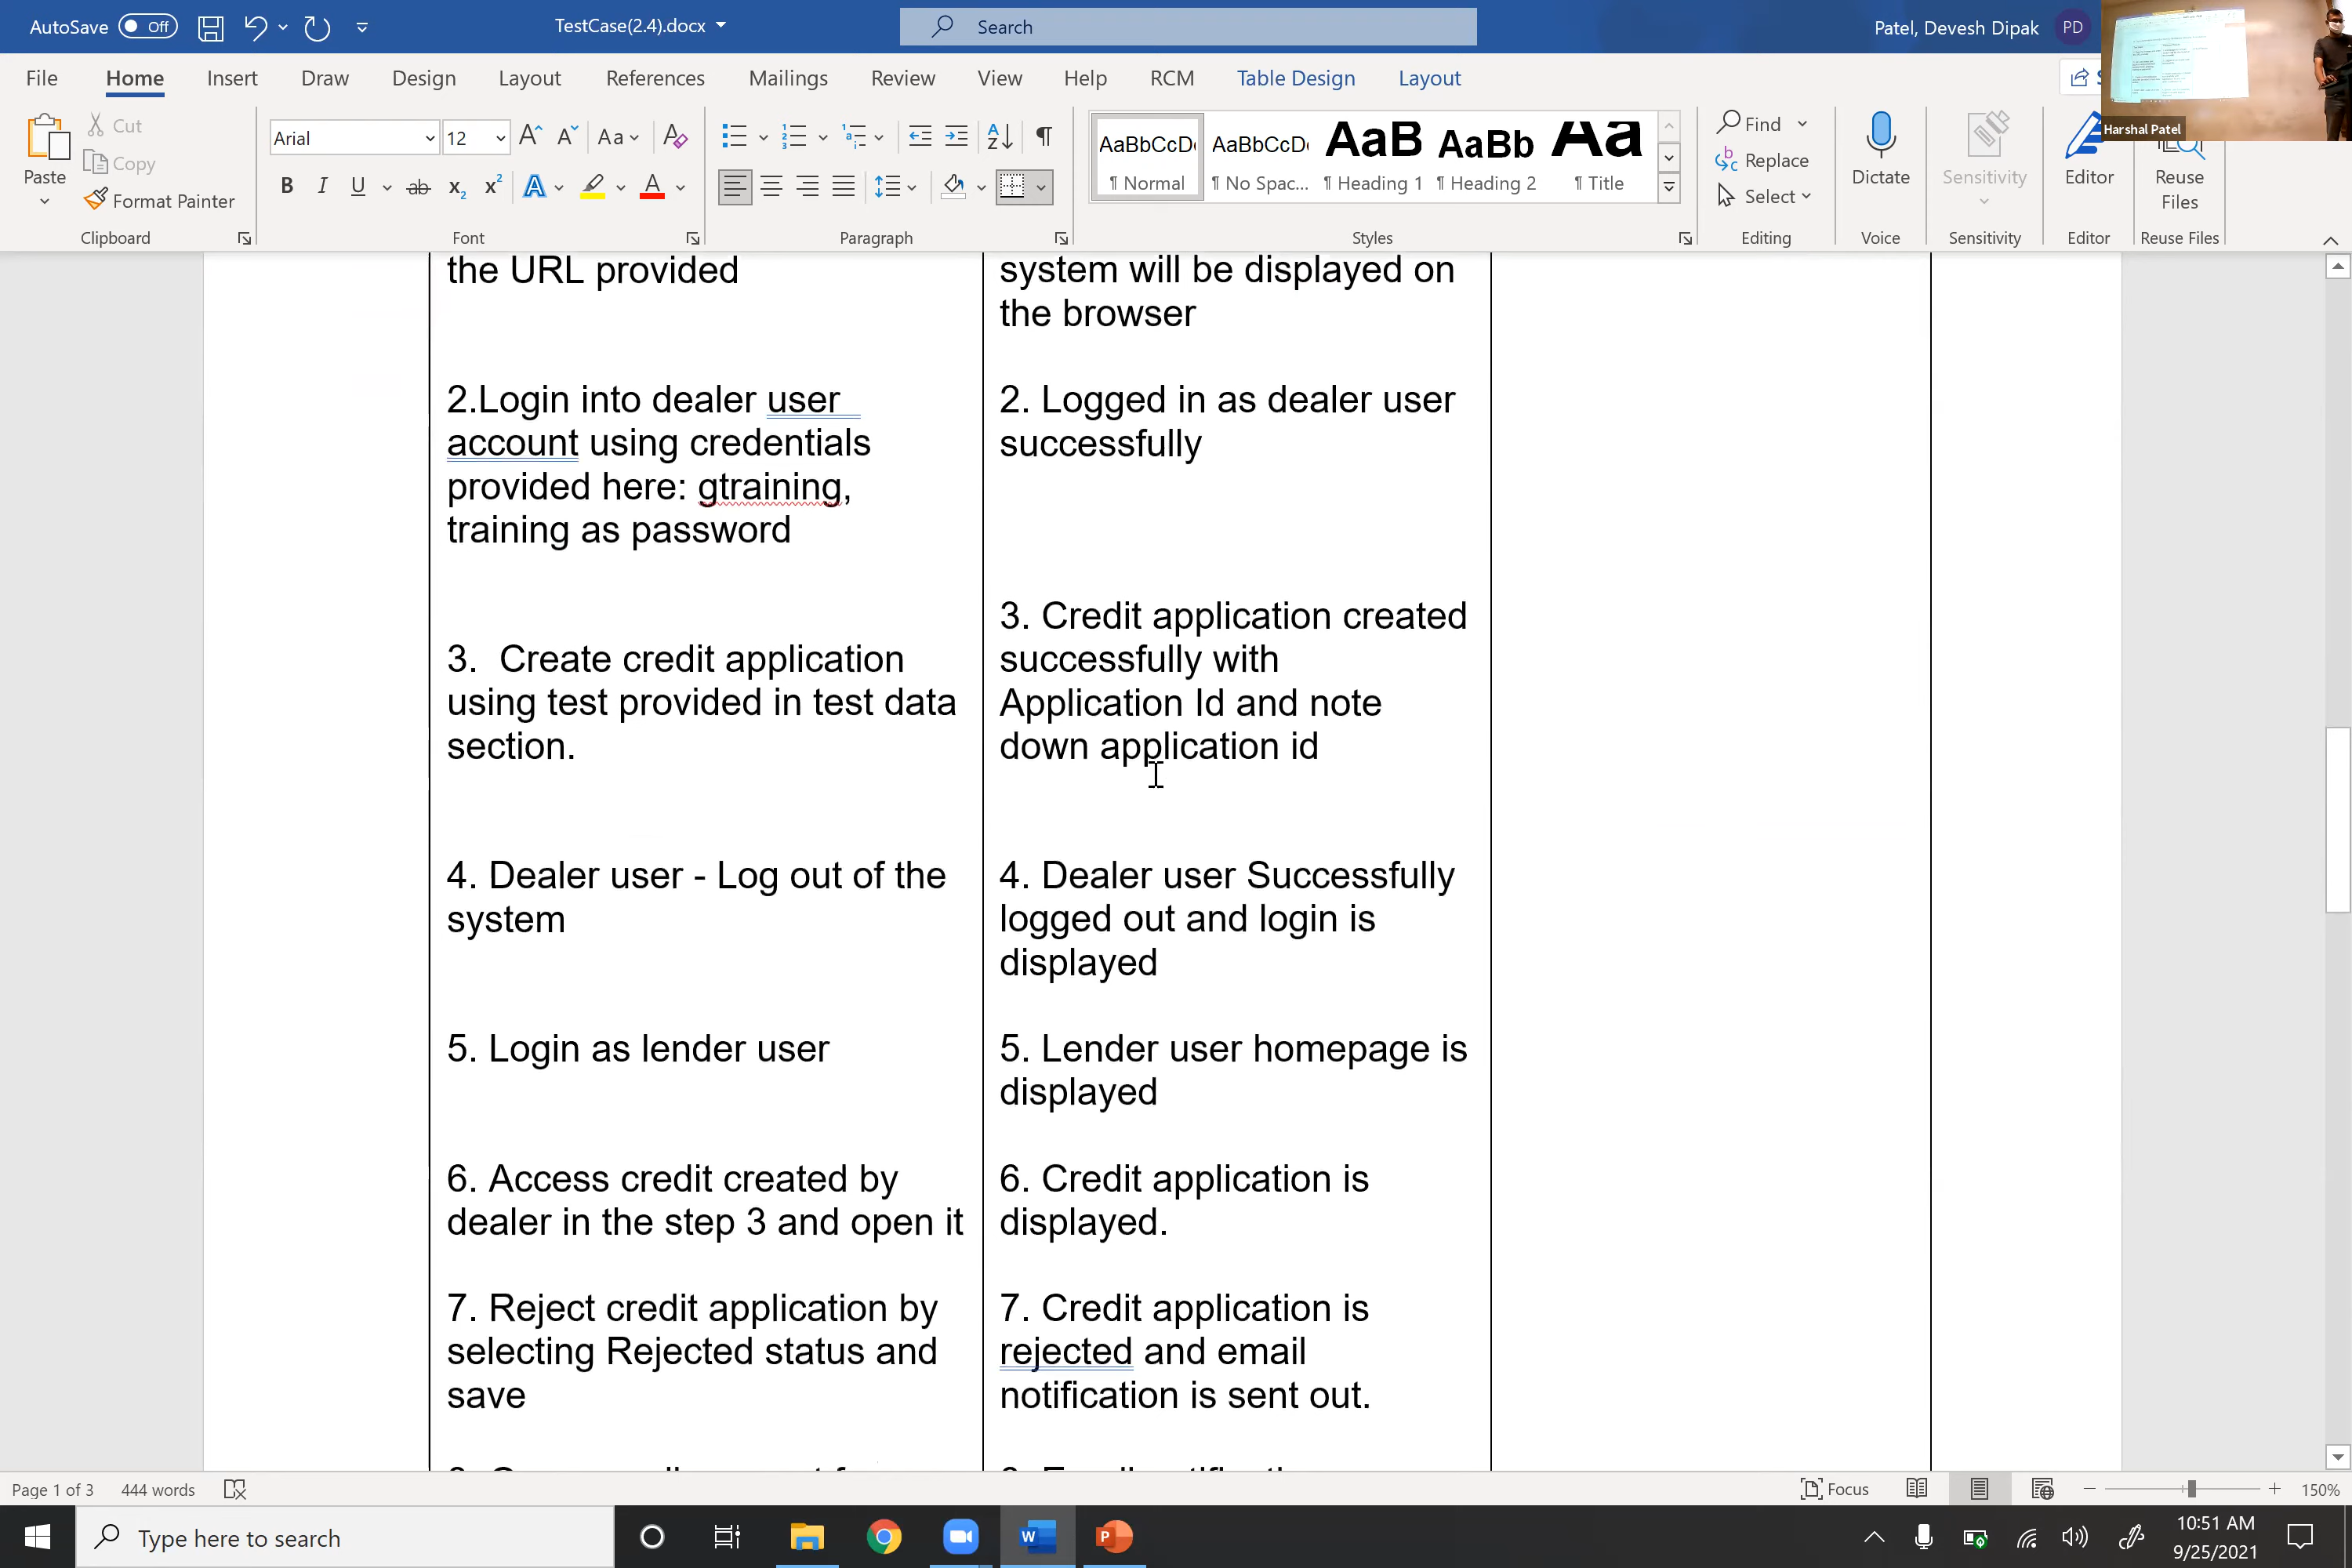 AutoSave Off TestCase(2.4).docx Search Patel, Devesh Dipak PD
File Home Insert Draw Design Layout References Mailings Review View Help RCM Table Design Layout
Paste Cut Copy Format Painter
Clipboard
Arial 12
Font
Paragraph
AaBbCcD AaBbCcD AaB AaBb Aa
¶ Normal ¶ No Spac... ¶ Heading 1 ¶ Heading 2 ¶ Title
Styles
Find
Replace
Select
Editing
Dictate
Voice
Sensitivity
Sensitivity
Editor
Editor
Reuse
Files
Reuse Files
Harshal Patel
the URL provided
2.Login into dealer user
account using credentials
provided here: gtraining,
training as password
3. Create credit application
using test provided in test data
section.
4. Dealer user - Log out of the
system
5. Login as lender user
6. Access credit created by
dealer in the step 3 and open it
7. Reject credit application by
selecting Rejected status and
save
system will be displayed on
the browser
2. Logged in as dealer user
successfully
3. Credit application created
successfully with
Application Id and note
down application id
4. Dealer user Successfully
logged out and login is
displayed
5. Lender user homepage is
displayed
6. Credit application is
displayed.
7. Credit application is
rejected and email
notification is sent out.
Page 1 of 3 444 words Focus 150%
Type here to search
10:51 AM
9/25/2021